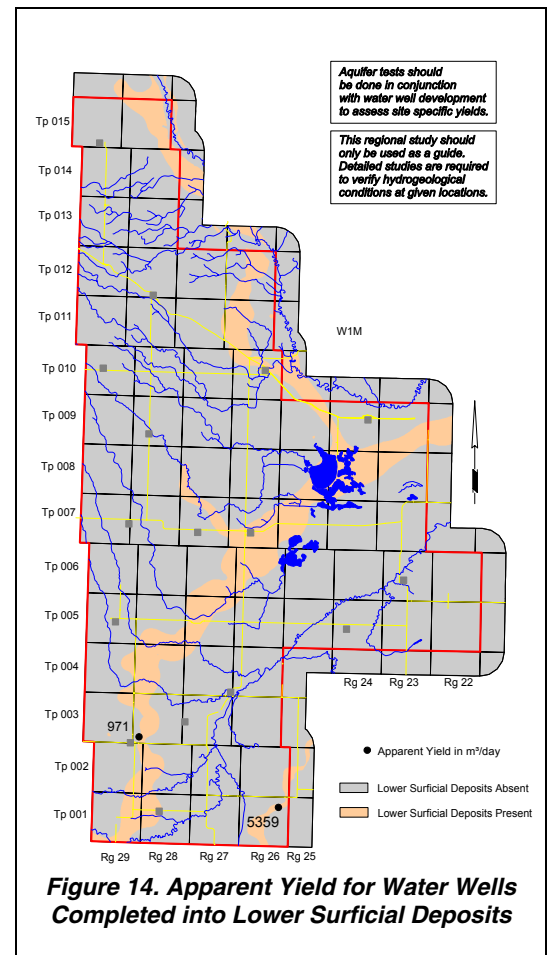 Aquifer tests should
be done in conjunction
with water well development
to assess site specific yields.
This regional study should
only be used as a guide.
Detailed studies are required
to verify hydrogeological
conditions at given locations.
Tp 015
Tp 014
Tp 013
Tp 012
Tp 011
W1M
Tp 010
Tp 009
Tp 008
Tp 007
Tp 006
Tp 005
Tp 004
Rg 24
Rg 23
Rg 22
Tp 003
971
Apparent Yield in m³/day
Tp 002
Lower Surficial Deposits Absent
Tp 001
5359
Lower Surficial Deposits Present
Rg 29
Rg 28
Rg 27
Rg 26
Rg 25
Figure 14. Apparent Yield for Water Wells
Completed into Lower Surficial Deposits